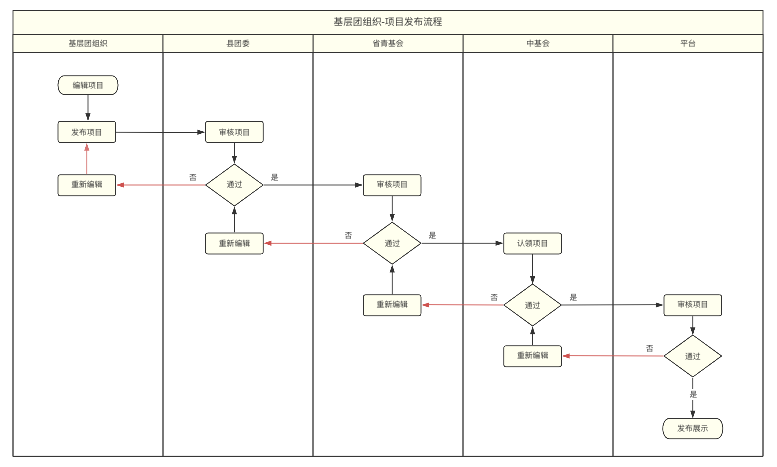 基层团组织-项目发布流程
基层团组织
县团委
省青基会
中基会
平台
编辑项目
发布项目
审核项目
重新编辑
否
通过
是
审核项目
重新编辑
否
通过
是
认领项目
重新编辑
否
通过
是
审核项目
重新编辑
否
通过
是
发布展示